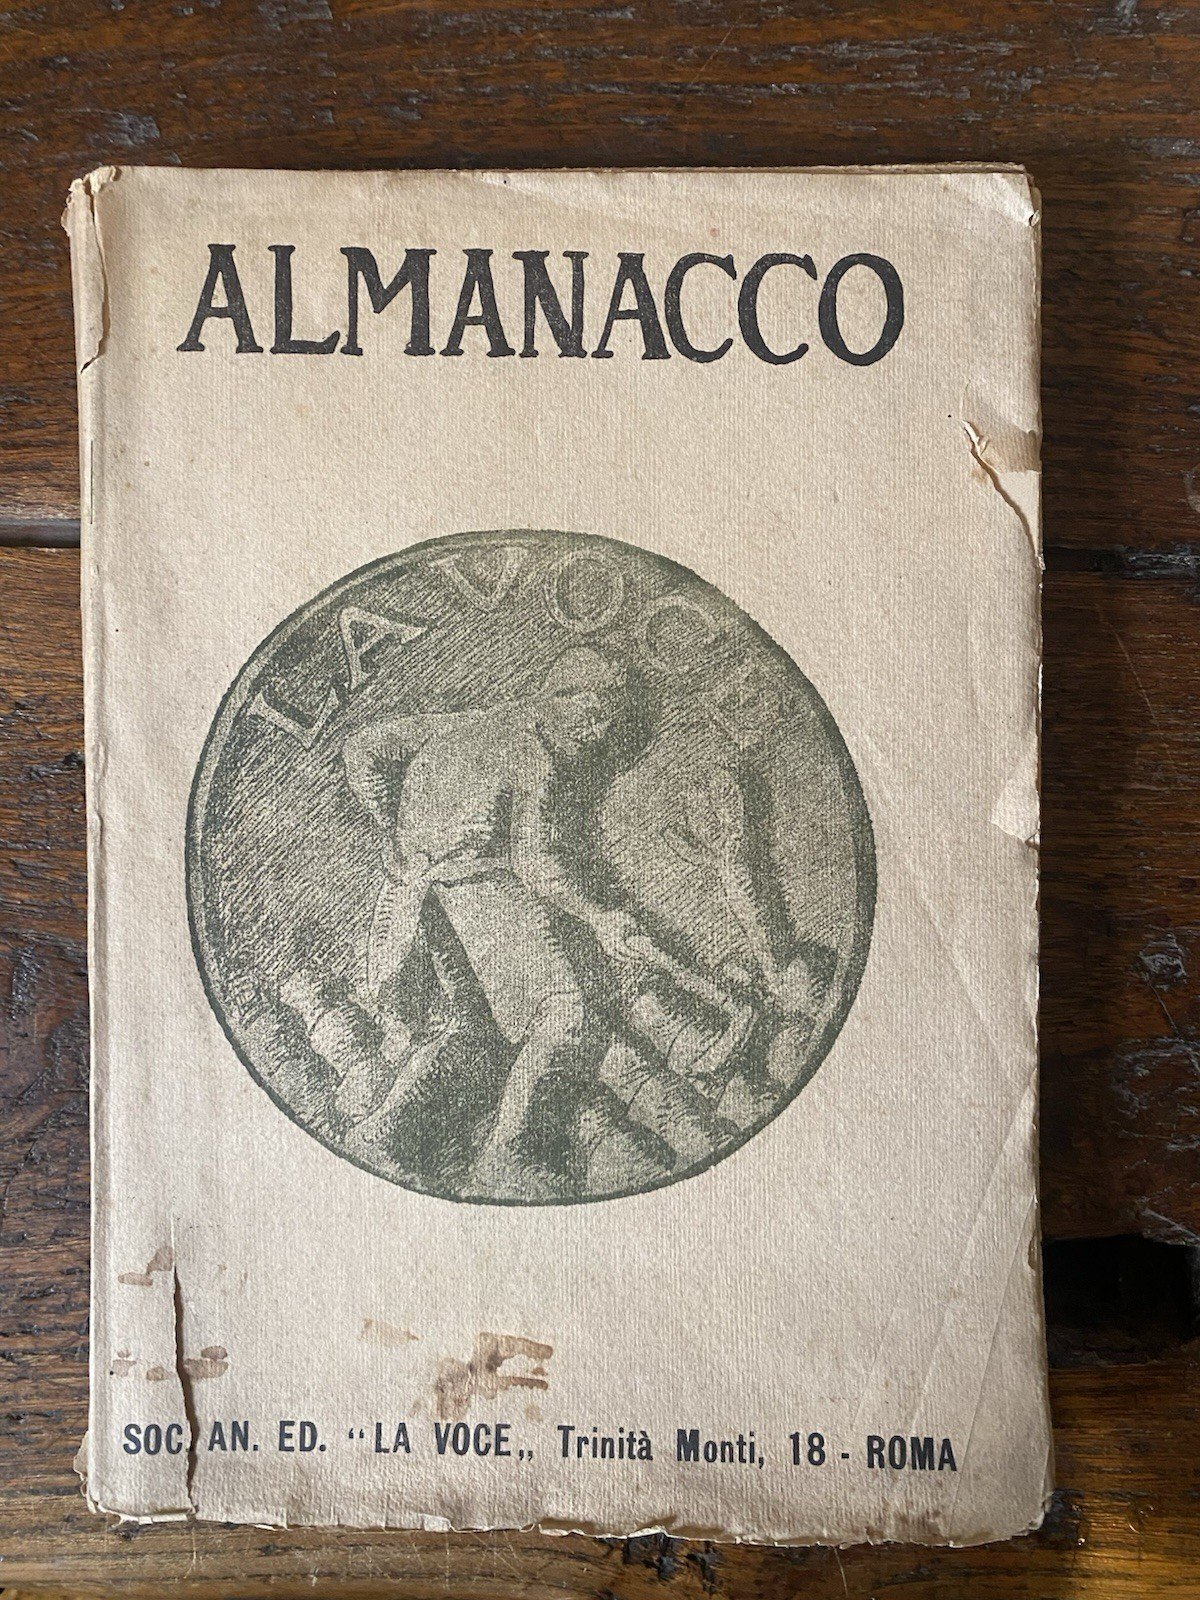 ALMANACCO
LA VOCE
SOC. AN. ED. “LA VOCE„ Trinità Monti, 18 - ROMA